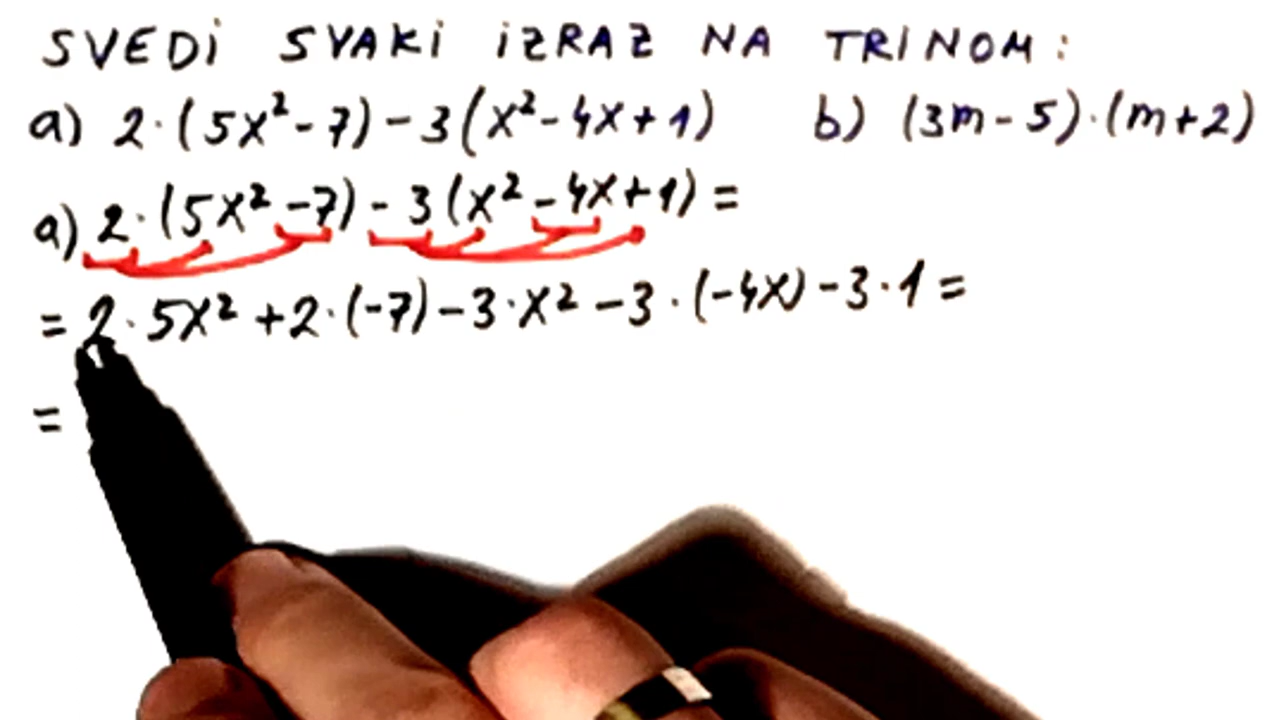 SVEDi SVAKi iZRAZ NA TRINOM:
a) 2·(5x²-7)-3(x²-4x+1) b) (3m-5)·(m+2)
a) 2·(5x²-7)-3(x²-4x+1)=
=2·5x²+2·(-7)-3·x²-3·(-4x)-3·1=
=